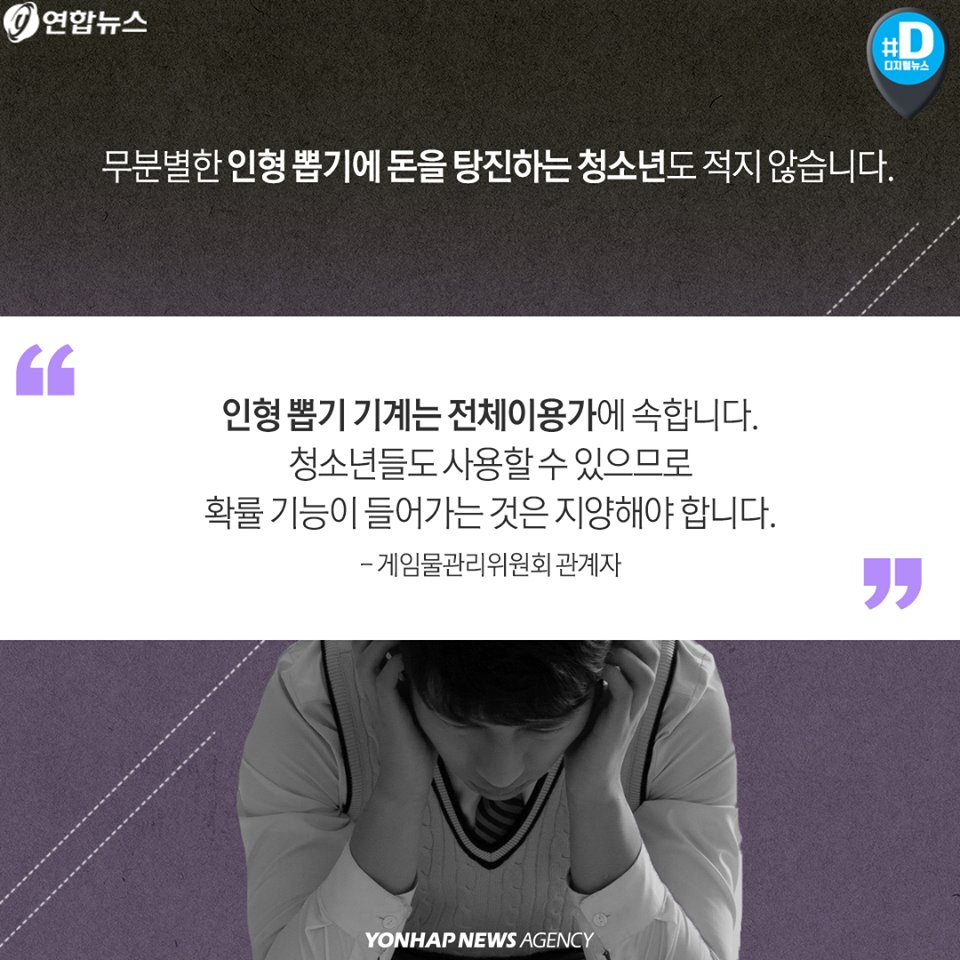 연합뉴스
#D
디지털뉴스
무분별한 인형 뽑기에 돈을 탕진하는 청소년도 적지 않습니다.
“
인형 뽑기 기계는 전체이용가에 속합니다.
청소년들도 사용할 수 있으므로
확률 기능이 들어가는 것은 지양해야 합니다.
– 게임물관리위원회 관계자
”
YONHAP NEWS AGENCY